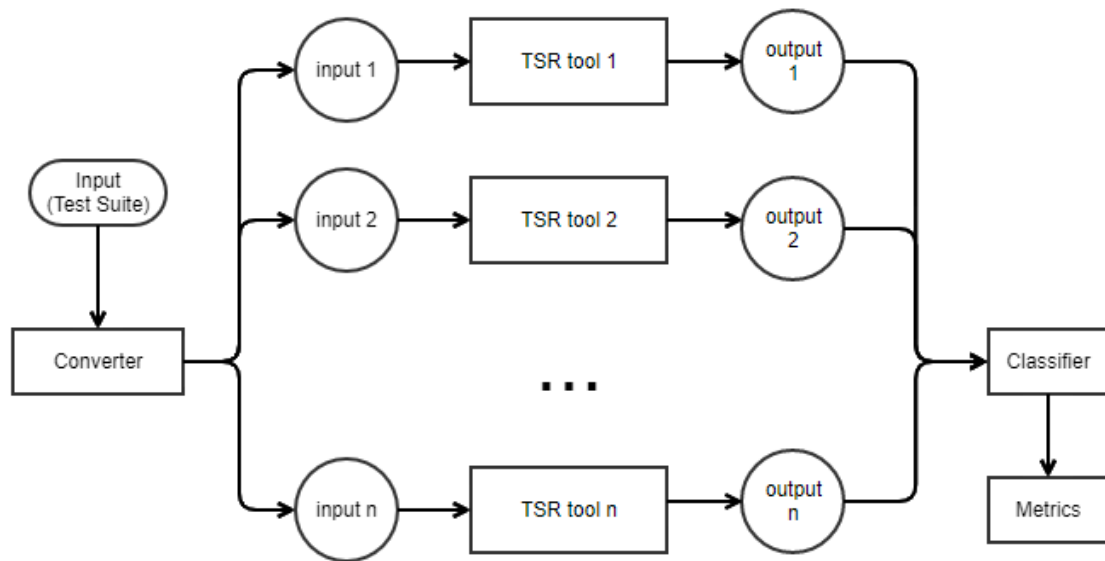 input 1
TSR tool 1
output
1
Input
(Test Suite)
input 2
TSR tool 2
output
2
Converter
...
Classifier
input n
TSR tool n
output
n
Metrics